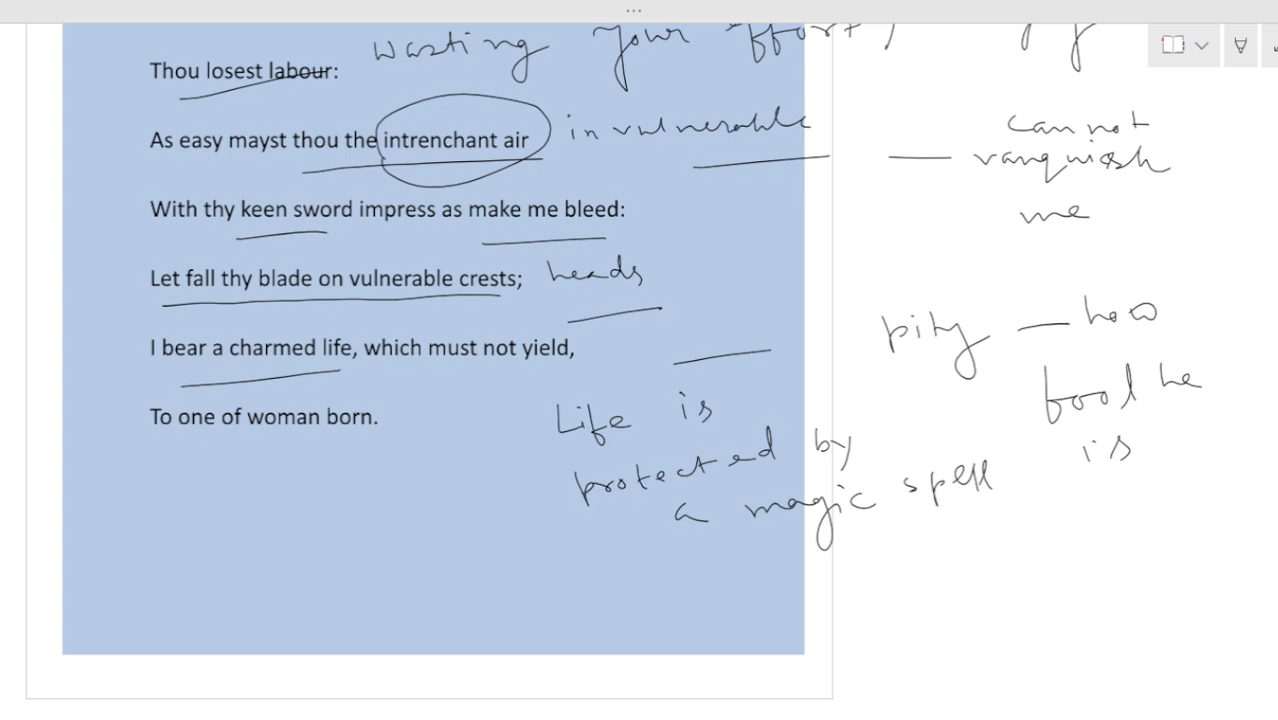 wasting your effort,
Thou losest labour:
As easy mayst thou the intrenchant air
invulnerable
cannot
vanquish
me
With thy keen sword impress as make me bleed:
Let fall thy blade on vulnerable crests;
heads
pity — how
fool he
is
I bear a charmed life, which must not yield,
To one of woman born.
Life is
protected by
a magic spell